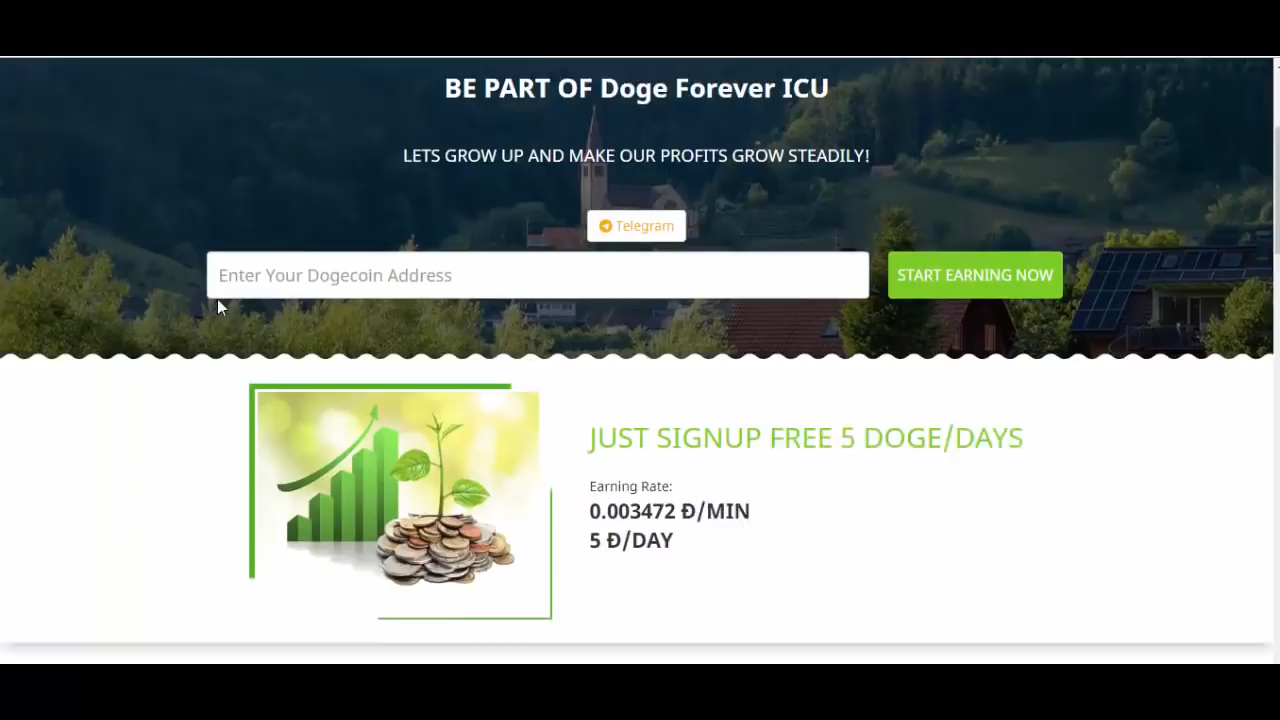 BE PART OF Doge Forever ICU
LETS GROW UP AND MAKE OUR PROFITS GROW STEADILY!
Telegram
Enter Your Dogecoin Address
START EARNING NOW
JUST SIGNUP FREE 5 DOGE/DAYS
Earning Rate:
0.003472 Ð/MIN
5 Ð/DAY